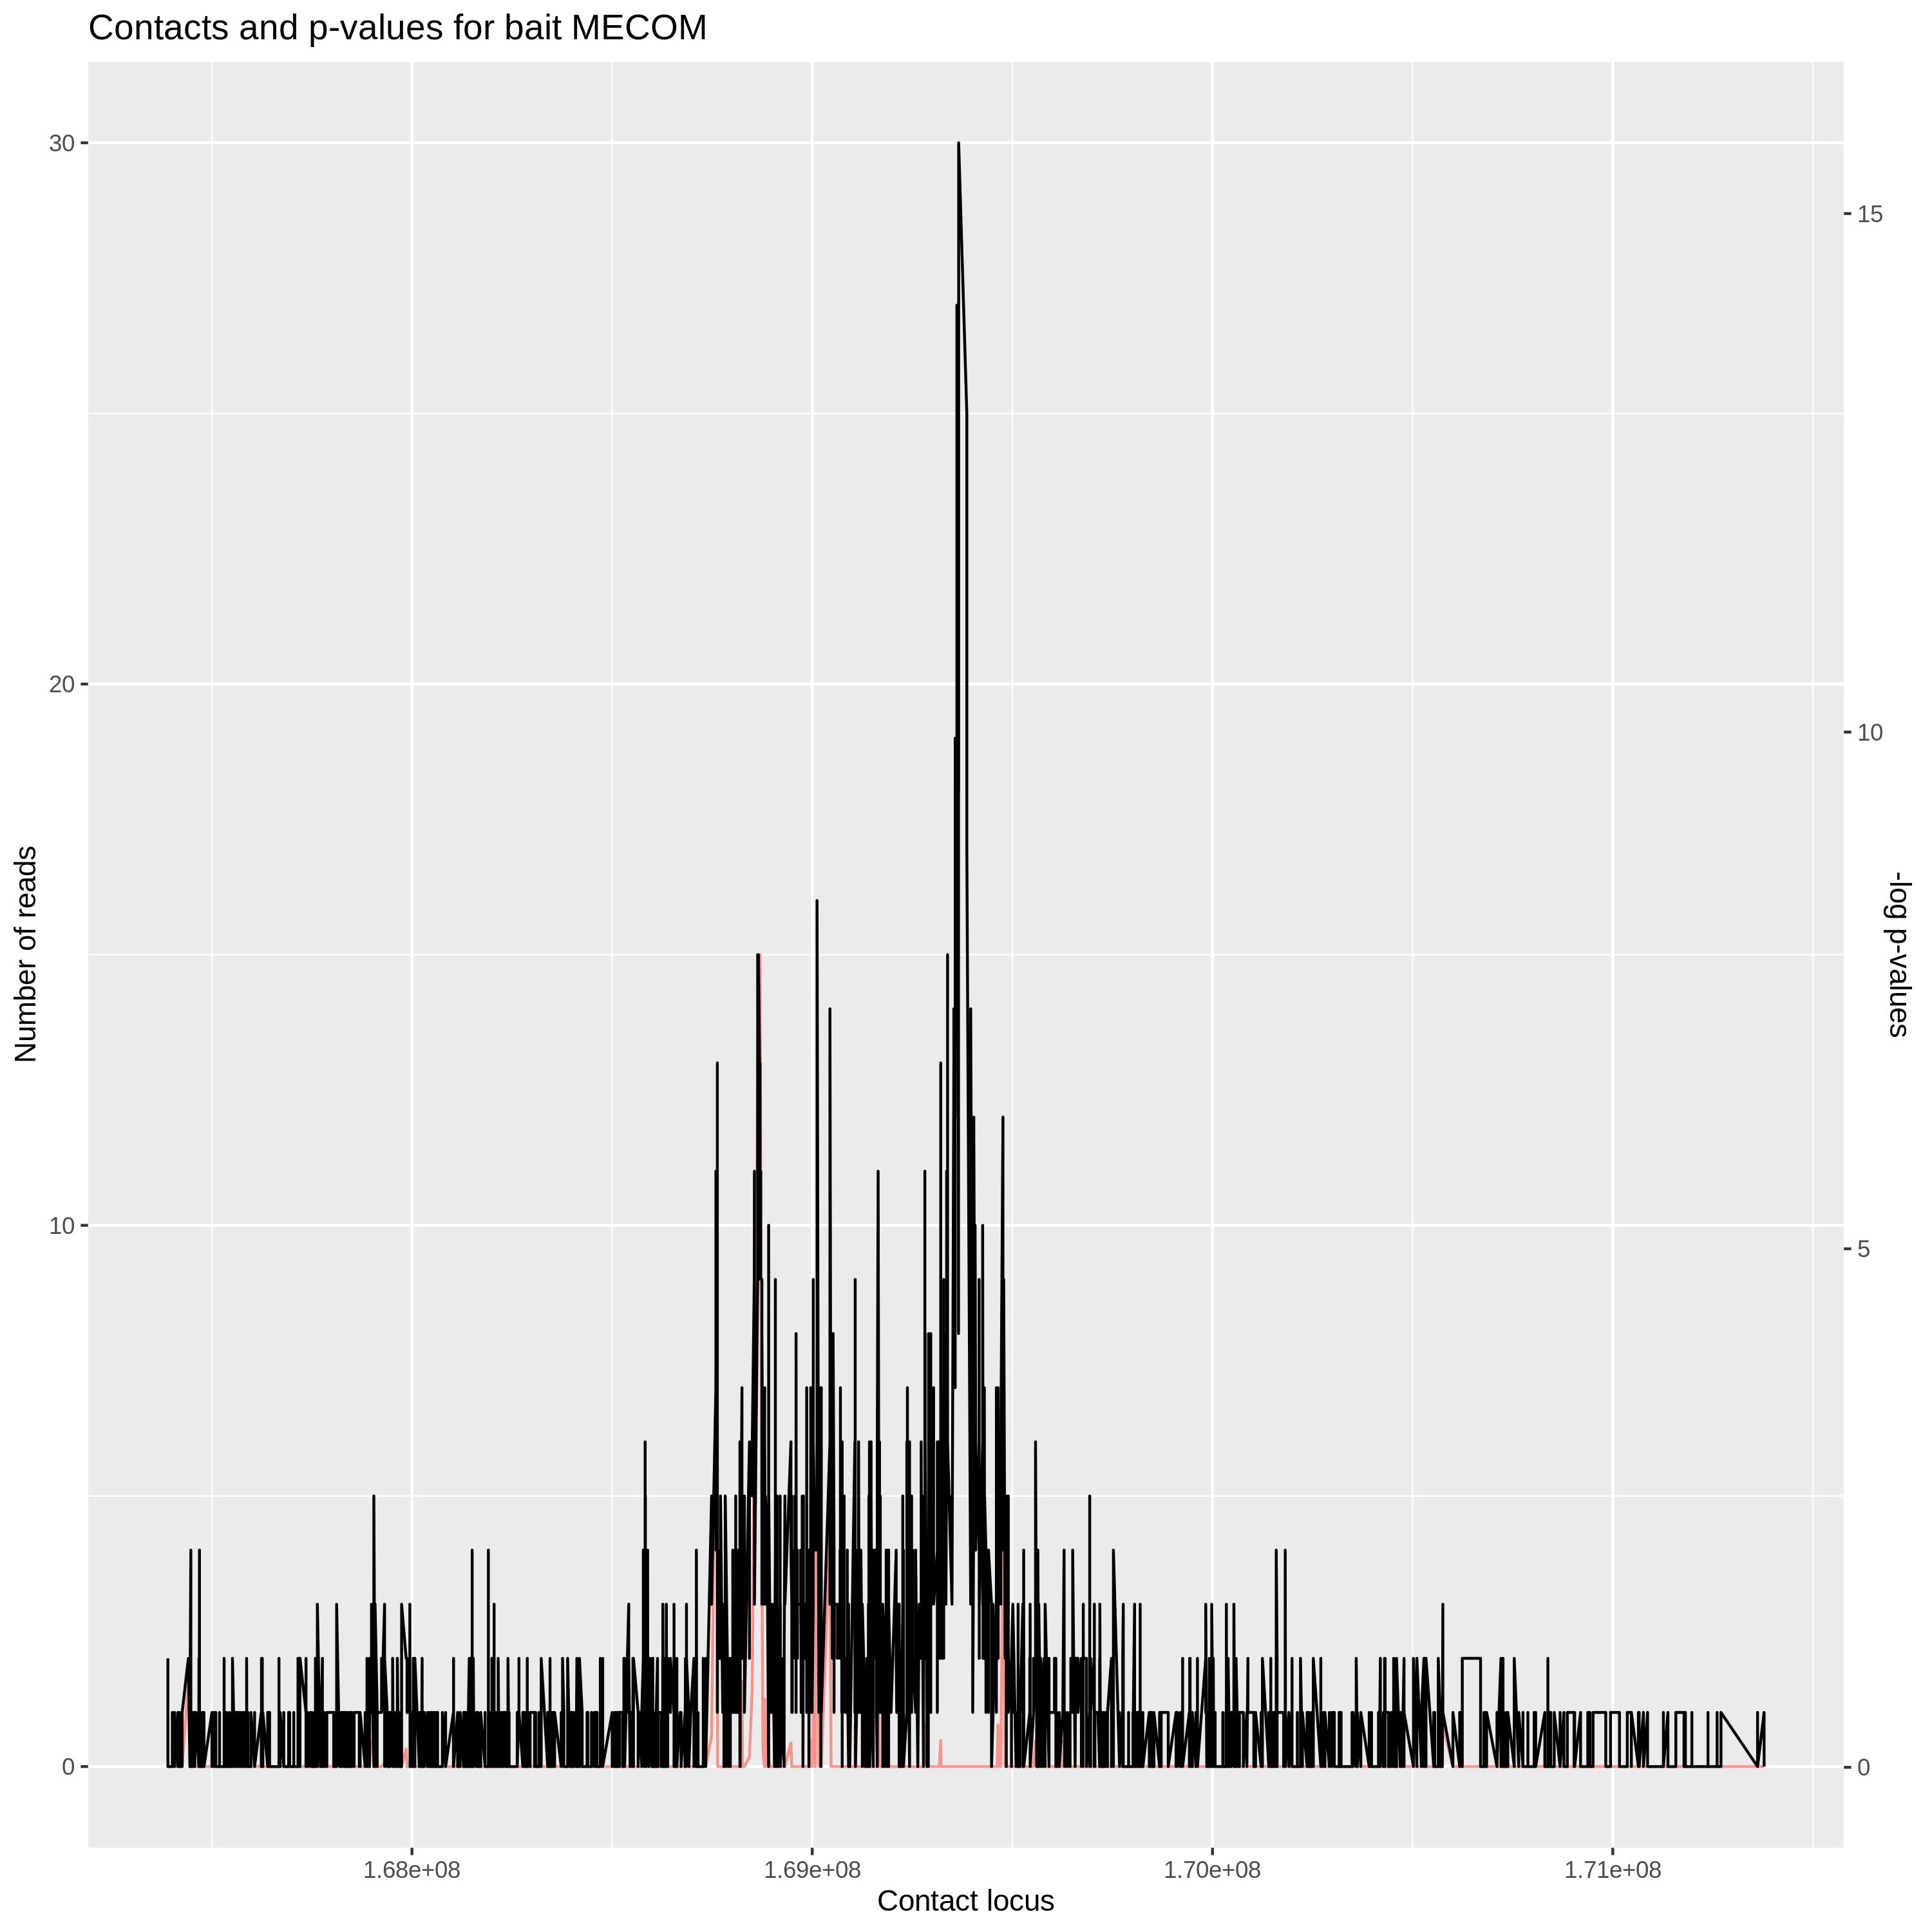 Contacts and p-values for bait MECOM
30
20
10
0
Number of reads
15
10
5
0
-log p-values
1.68e+08
1.69e+08
1.70e+08
1.71e+08
Contact locus